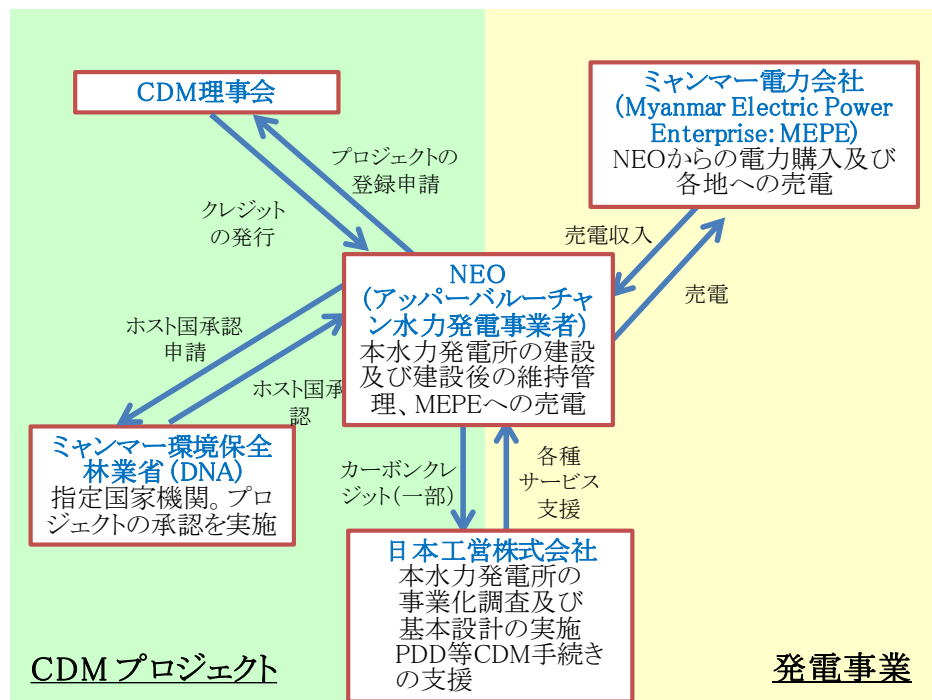 CDM理事会
ミャンマー電力会社
(Myanmar Electric Power
Enterprise: MEPE)
NEOからの電力購入及び
各地への売電
プロジェクトの
登録申請
クレジット
の発行
売電収入
売電
NEO
(アッパーバルーチャ
ン水力発電事業者)
本水力発電所の建設
及び建設後の維持管
理、MEPEへの売電
ホスト国承認
申請
ホスト国承
認
ミャンマー環境保全
林業省(DNA)
指定国家機関。プロ
ジェクトの承認を実施
カーボンクレ
ジット(一部)
各種
サービス
支援
日本工営株式会社
本水力発電所の
事業化調査及び
基本設計の実施
PDD等CDM手続き
の支援
CDMプロジェクト
発電事業